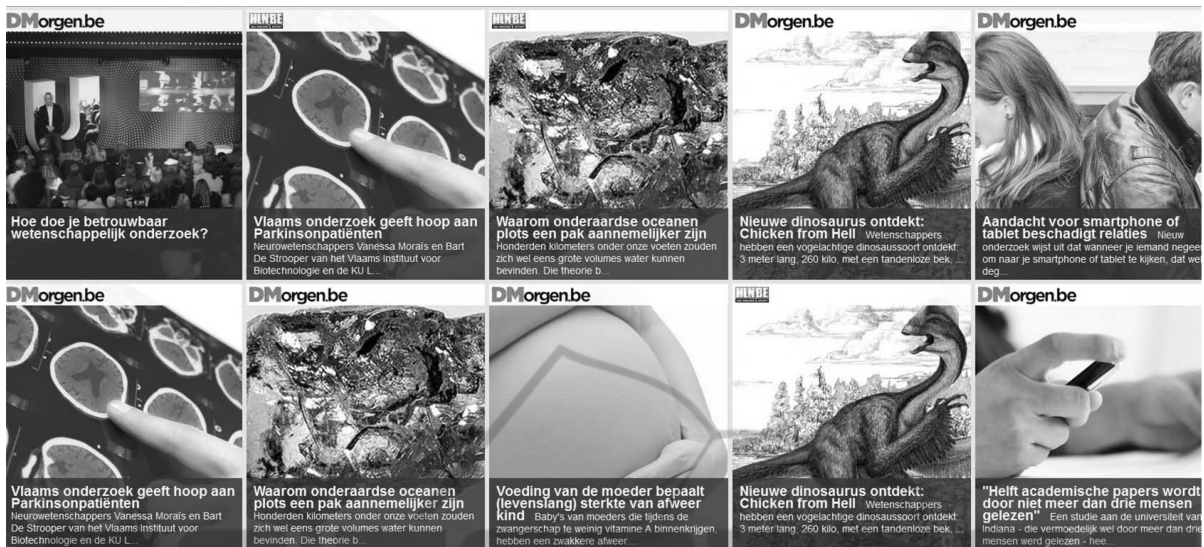 DMorgen.be
Hoe doe je betrouwbaar
wetenschappelijk onderzoek?
HLN.BE
Vlaams onderzoek geeft hoop aan
Parkinsonpatiënten
Neurowetenschappers Vanessa Morais en Bart
De Strooper van het Vlaams Instituut voor
Biotechnologie en de KU L...
HLN.BE
Waarom onderaardse oceanen
plots een pak aannemelijker zijn
Honderden kilometers onder onze voeten zouden
zich wel eens grote volumes water kunnen
bevinden. Die theorie b...
DMorgen.be
Nieuwe dinosaurus ontdekt:
Chicken from Hell Wetenschappers
hebben een vogelachtige dinosaussoort ontdekt:
3 meter lang, 260 kilo, met een tandenloze bek, ...
DMorgen.be
Aandacht voor smartphone of
tablet beschadigt relaties Nieuw
onderzoek wijst uit dat wanneer je iemand negeer
om naar je smartphone of tablet te kijken, dat wel
deg...
DMorgen.be
Vlaams onderzoek geeft hoop aan
Parkinsonpatiënten
Neurowetenschappers Vanessa Morais en Bart
De Strooper van het Vlaams Instituut voor
Biotechnologie en de KU L...
DMorgen.be
Waarom onderaardse oceanen
plots een pak aannemelijker zijn
Honderden kilometers onder onze voeten zouden
zich wel eens grote volumes water kunnen
bevinden. Die theorie b...
DMorgen.be
Voeding van de moeder bepaalt
(levenslang) sterkte van afweer
kind Baby's van moeders die tijdens de
zwangerschap te weinig vitamine A binnenkrijgen,
hebben een zwakkere afweer....
HLN.BE
Nieuwe dinosaurus ontdekt:
Chicken from Hell Wetenschappers
hebben een vogelachtige dinosaussoort ontdekt:
3 meter lang, 260 kilo, met een tandenloze bek, ...
DMorgen.be
"Helft academische papers wordt
door niet meer dan drie mensen
gelezen" Een studie aan de universiteit van
Indiana - die vermoedelijk wel door meer dan drie
mensen werd gelezen - hee...